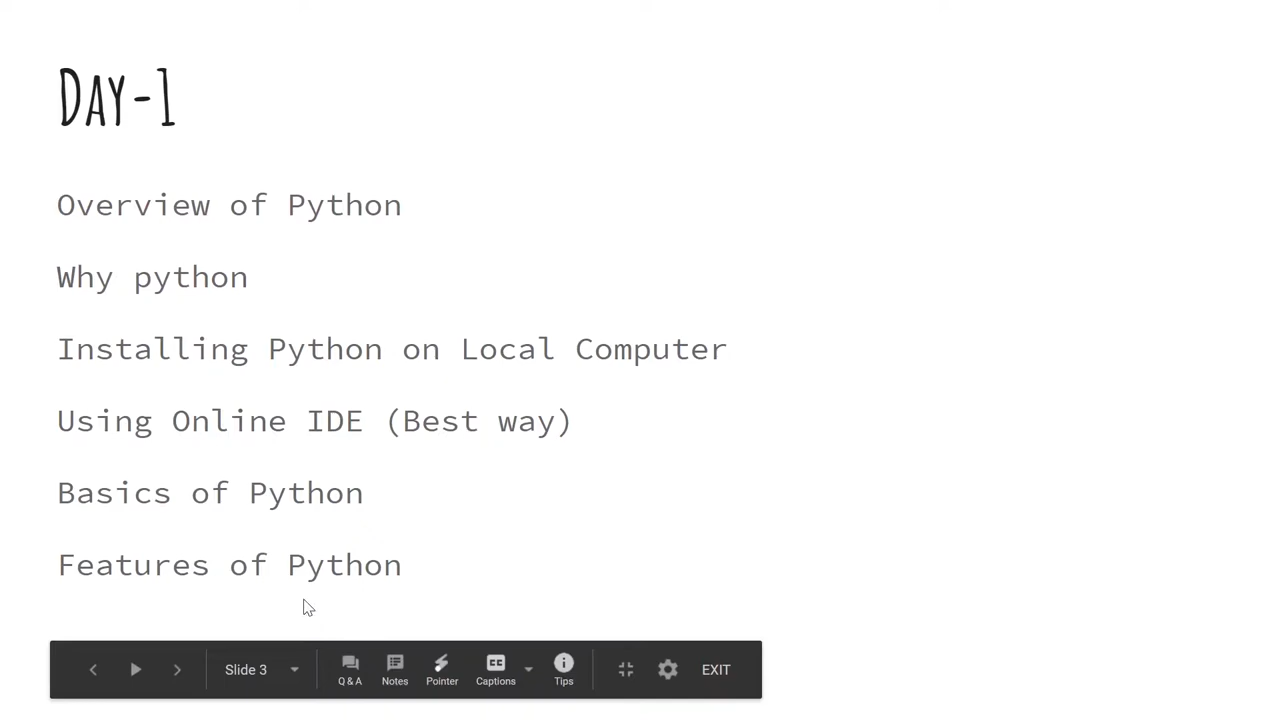 DAY-1
Overview of Python
Why python
Installing Python on Local Computer
Using Online IDE (Best way)
Basics of Python
Features of Python
Slide 3
Q & A
Notes
Pointer
CC
Captions
Tips
EXIT